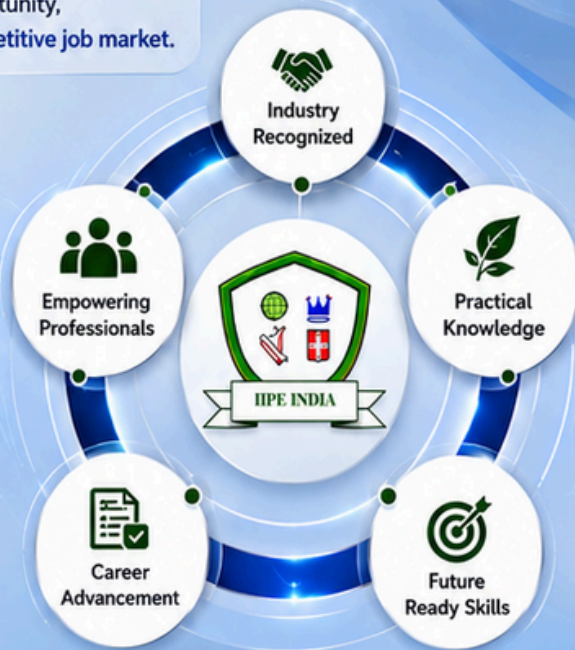 tunity,
etitive job market.
Industry
Recognized
Empowering
Professionals
Practical
Knowledge
IIPE INDIA
Career
Advancement
Future
Ready Skills